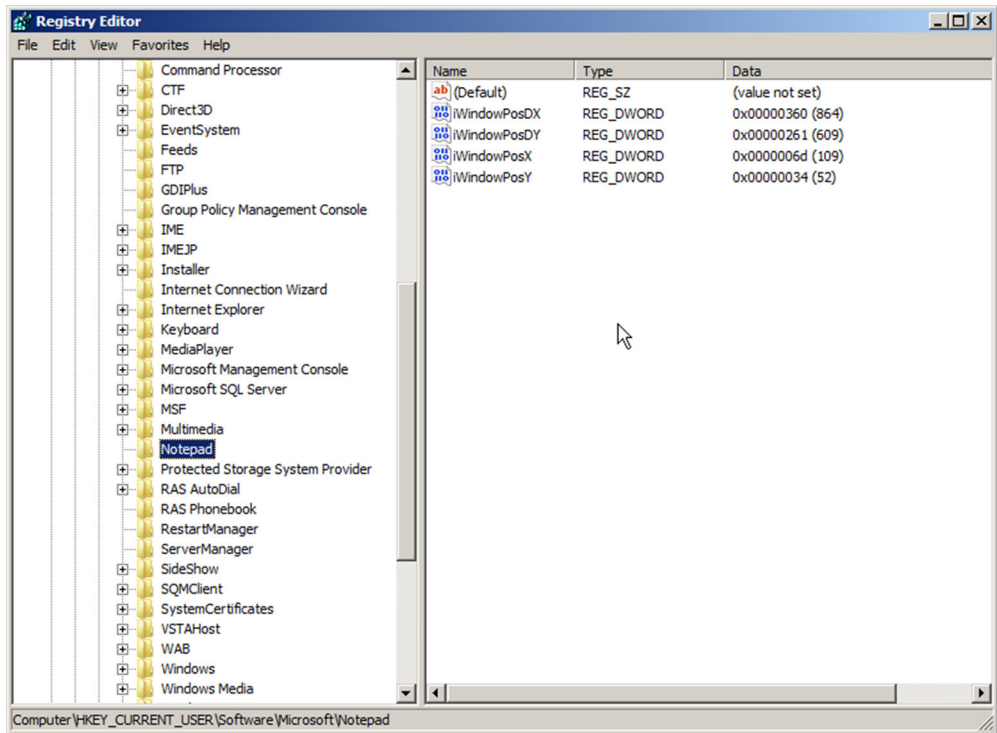 Registry Editor
File Edit View Favorites Help
Command Processor
CTF
Direct3D
EventSystem
Feeds
FTP
GDIPlus
Group Policy Management Console
IME
IMEJP
Installer
Internet Connection Wizard
Internet Explorer
Keyboard
MediaPlayer
Microsoft Management Console
Microsoft SQL Server
MSF
Multimedia
Notepad
Protected Storage System Provider
RAS AutoDial
RAS Phonebook
RestartManager
ServerManager
SideShow
SQMClient
SystemCertificates
VSTAHost
WAB
Windows
Windows Media
Name Type Data
(Default) REG_SZ (value not set)
iWindowPosDX REG_DWORD 0x00000360 (864)
iWindowPosDY REG_DWORD 0x00000261 (609)
iWindowPosX REG_DWORD 0x0000006d (109)
iWindowPosY REG_DWORD 0x00000034 (52)
Computer\HKEY_CURRENT_USER\Software\Microsoft\Notepad